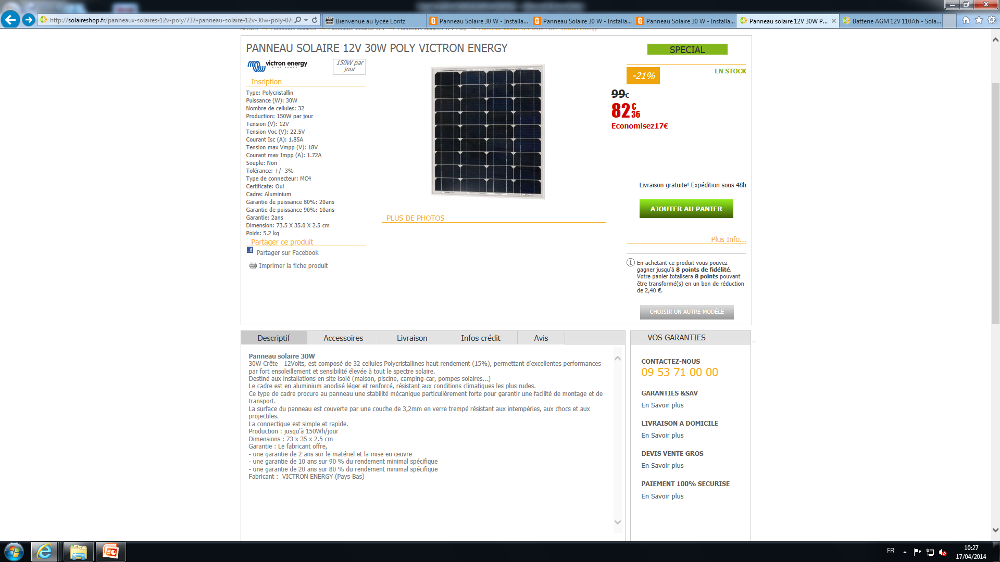 http://solaireshop.fr/panneaux-solaires-12v-poly/737-panneau-solaire-12v-30w-poly-07
Bienvenue au lycée Loritz
Panneau Solaire 30 W - Installa...
Panneau Solaire 30 W - Installa...
Panneau Solaire 30 W - Installa...
Panneau solaire 12V 30W P...
Batterie AGM 12V 110Ah - Sola...
Accueil → Panneaux solaires → Panneaux solaires 12V → Panneaux solaires 12V Poly → Panneau solaire 12V 30W POLY Victron Energy
PANNEAU SOLAIRE 12V 30W POLY VICTRON ENERGY
victron energy
BLUE POWER
150W par
jour
Insription
Type: Polycristallin
Puissance (W): 30W
Nombre de cellules: 32
Production: 150W par jour
Tension (V): 12V
Tension Voc (V): 22.5V
Courant Isc (A): 1.85A
Tension max Vmpp (V): 18V
Courant max Impp (A): 1.72A
Souple: Non
Tolérance: +/- 3%
Type de connecteur: MC4
Certificate: Oui
Cadre: Aluminium
Garantie de puissance 80%: 20ans
Garantie de puissance 90%: 10ans
Garantie: 2ans
Dimension: 73.5 X 35.0 X 2.5 cm
Poids: 5.2 kg
Partager ce produit
Partager sur Facebook
Imprimer la fiche produit
PLUS DE PHOTOS
SPECIAL
-21%
EN STOCK
99€
82€36
Economisez17€
Livraison gratuite! Expédition sous 48h
AJOUTER AU PANIER
Plus Info...
En achetant ce produit vous pouvez
gagner jusqu'à 8 points de fidélité.
Votre panier totalisera 8 points pouvant
être transformé(s) en un bon de réduction
de 2,40 €.
CHOISIR UN AUTRE MODÈLE
Descriptif
Accessoires
Livraison
Infos crédit
Avis
Panneau solaire 30W
30W Crête - 12Volts, est composé de 32 cellules Polycristallines haut rendement (15%), permettant d'excellentes performances
par fort ensoleillement et sensibilité élevée à tout le spectre solaire.
Destiné aux installations en site isolé (maison, piscine, camping-car, pompes solaires...)
Le cadre est en aluminium anodisé léger et renforcé, résistant aux conditions climatiques les plus rudes.
Ce type de cadre procure au panneau une stabilité mécanique particulièrement forte pour garantir une facilité de montage et de
transport.
La surface du panneau est couverte par une couche de 3,2mm en verre trempé résistant aux intempéries, aux chocs et aux
projectiles.
La connectique est simple et rapide.
Production : jusqu'à 150Wh/jour
Dimensions : 73 x 35 x 2.5 cm
Garantie : Le fabricant offre,
- une garantie de 2 ans sur le matériel et la mise en œuvre
- une garantie de 10 ans sur 90 % du rendement minimal spécifique
- une garantie de 20 ans sur 80 % du rendement minimal spécifique
Fabricant : VICTRON ENERGY (Pays-Bas)
VOS GARANTIES
CONTACTEZ-NOUS
09 53 71 00 00
GARANTIES &SAV
En Savoir plus
LIVRAISON A DOMICILE
En Savoir plus
DEVIS VENTE GROS
En Savoir plus
PAIEMENT 100% SECURISE
En Savoir plus
FR
10:27
17/04/2014